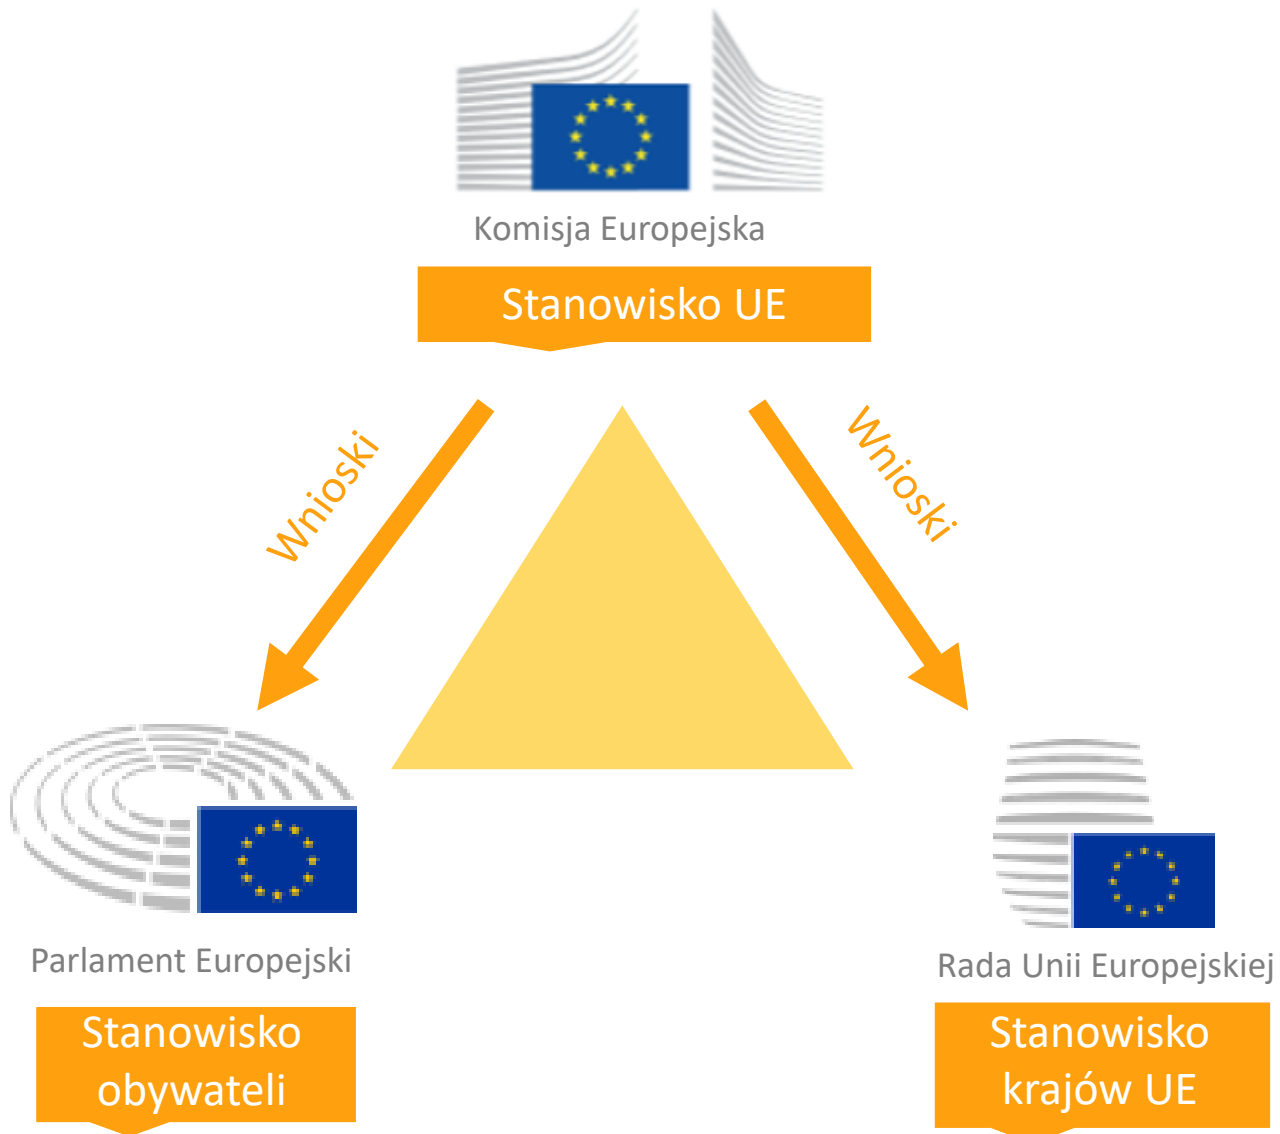 Komisja Europejska
Stanowisko UE
Wnioski
Wnioski
Parlament Europejski
Stanowisko
obywateli
Rada Unii Europejskiej
Stanowisko
krajów UE